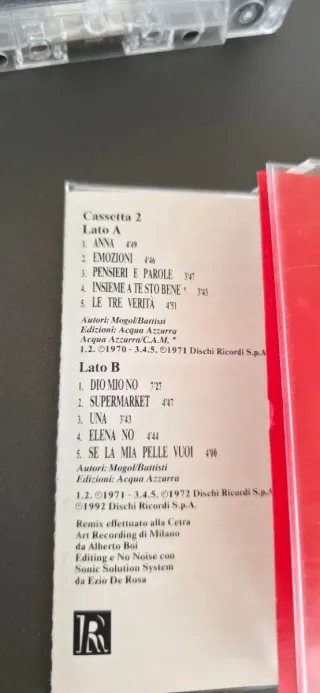 Cassetta 2
Lato A
1. ANNA 4'49
2. EMOZIONI 4'46
3. PENSIERI E PAROLE 3'47
4. INSIEME A TE STO BENE * 3'43
5. LE TRE VERITÀ 4'51
Autori: Mogol/Battisti
Edizioni: Acqua Azzurra
Acqua Azzurra/C.A.M. *
1.2. ℗1970 - 3.4.5. ℗1971 Dischi Ricordi S.p.A
Lato B
1. DIO MIO NO 7'27
2. SUPERMARKET 4'47
3. UNA 3'43
4. ELENA NO 4'44
5. SE LA MIA PELLE VUOI 4'00
Autori: Mogol/Battisti
Edizioni: Acqua Azzurra
1.2. ℗1971 - 3.4.5. ℗1972 Dischi Ricordi S.p.A
©1992 Dischi Ricordi S.p.A.
Remix effettuato alla Cetra
Art Recording di Milano
da Alberto Boi
Editing e No Noise con
Sonic Solution System
da Ezio De Rosa
R